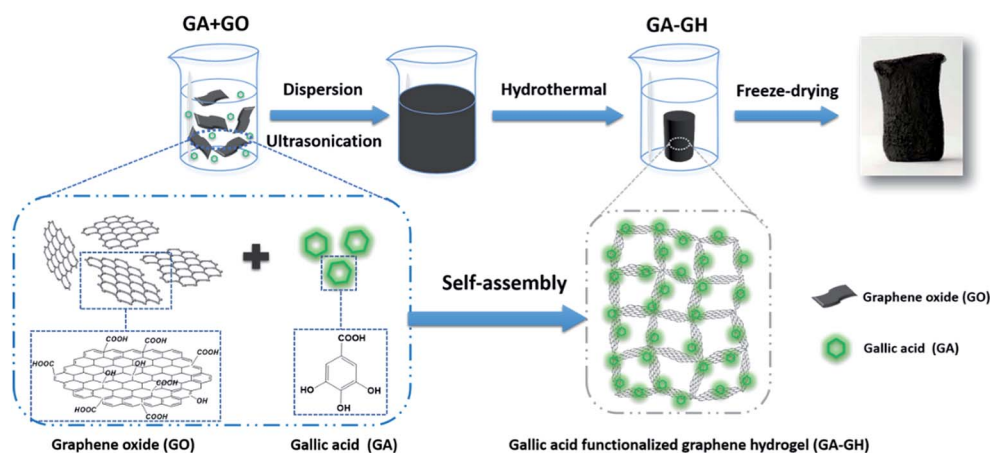 GA+GO
GA-GH
Dispersion
Ultrasonication
Hydrothermal
Freeze-drying
Self-assembly
COOH
COOH
COOH
COOH
HOOC
OH
OH
COOH
HOOC
OH
COOH
COOH
HO
OH
OH
Graphene oxide (GO)
Gallic acid (GA)
Graphene oxide (GO)
Gallic acid (GA)
Gallic acid functionalized graphene hydrogel (GA-GH)